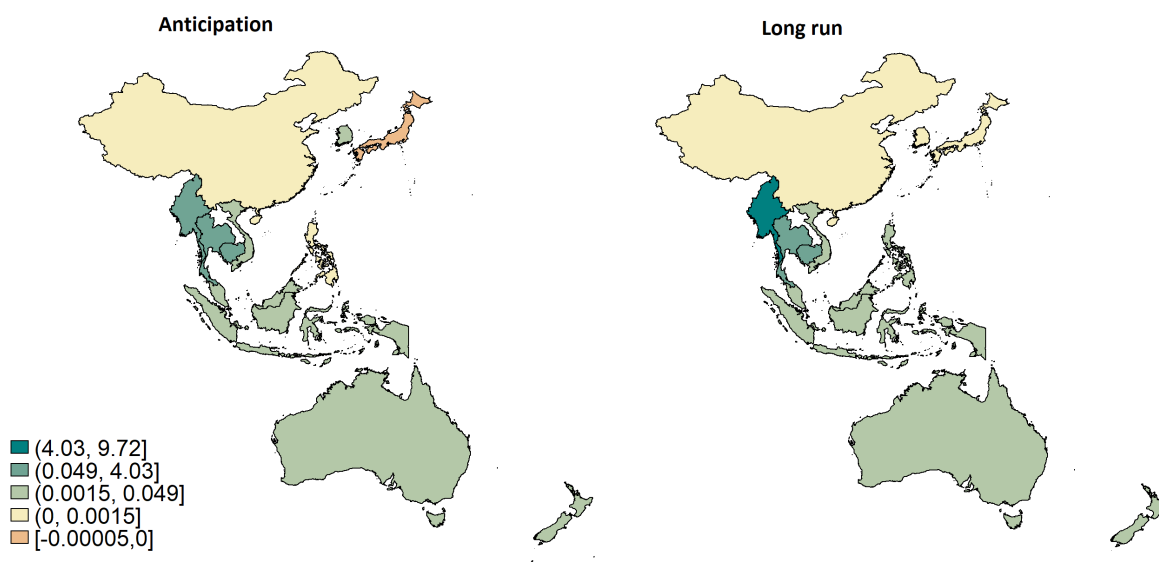 Anticipation
Long run
(4.03, 9.72]
(0.049, 4.03]
(0.0015, 0.049]
(0, 0.0015]
[-0.00005,0]